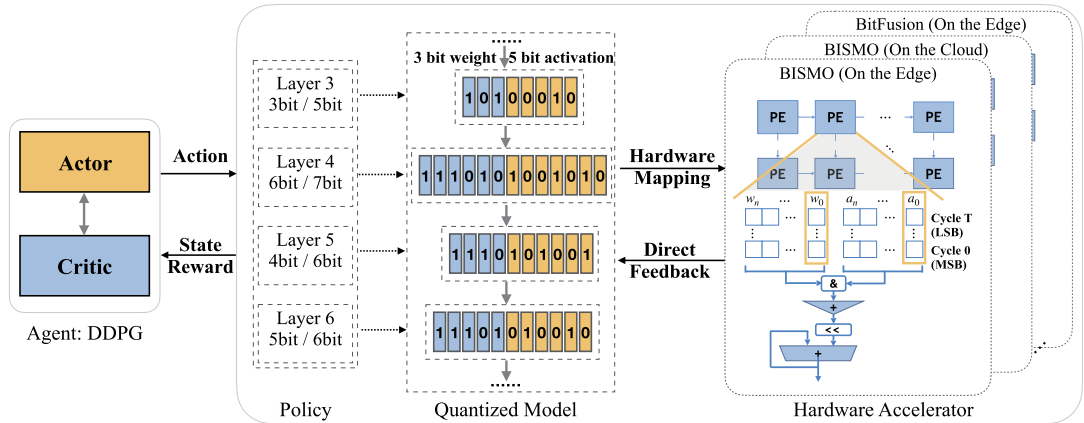 Actor
Critic
Agent: DDPG
Action
State
Reward
Layer 3
3bit / 5bit
Layer 4
6bit / 7bit
Layer 5
4bit / 6bit
Layer 6
5bit / 6bit
Policy
......
3 bit weight 5 bit activation
1 0 1 0 0 0 1 0
1 1 1 0 1 0 1 0 0 1 0 1 0
1 1 1 0 1 0 1 0 0 1
1 1 1 0 1 0 1 0 0 1 0
......
Quantized Model
Hardware
Mapping
Direct
Feedback
BitFusion (On the Edge)
BISMO (On the Cloud)
BISMO (On the Edge)
PE PE ... PE
PE PE ... PE
wn ... w0 an ... a0
Cycle T
(LSB)
Cycle 0
(MSB)
&
+
<<
+
Hardware Accelerator